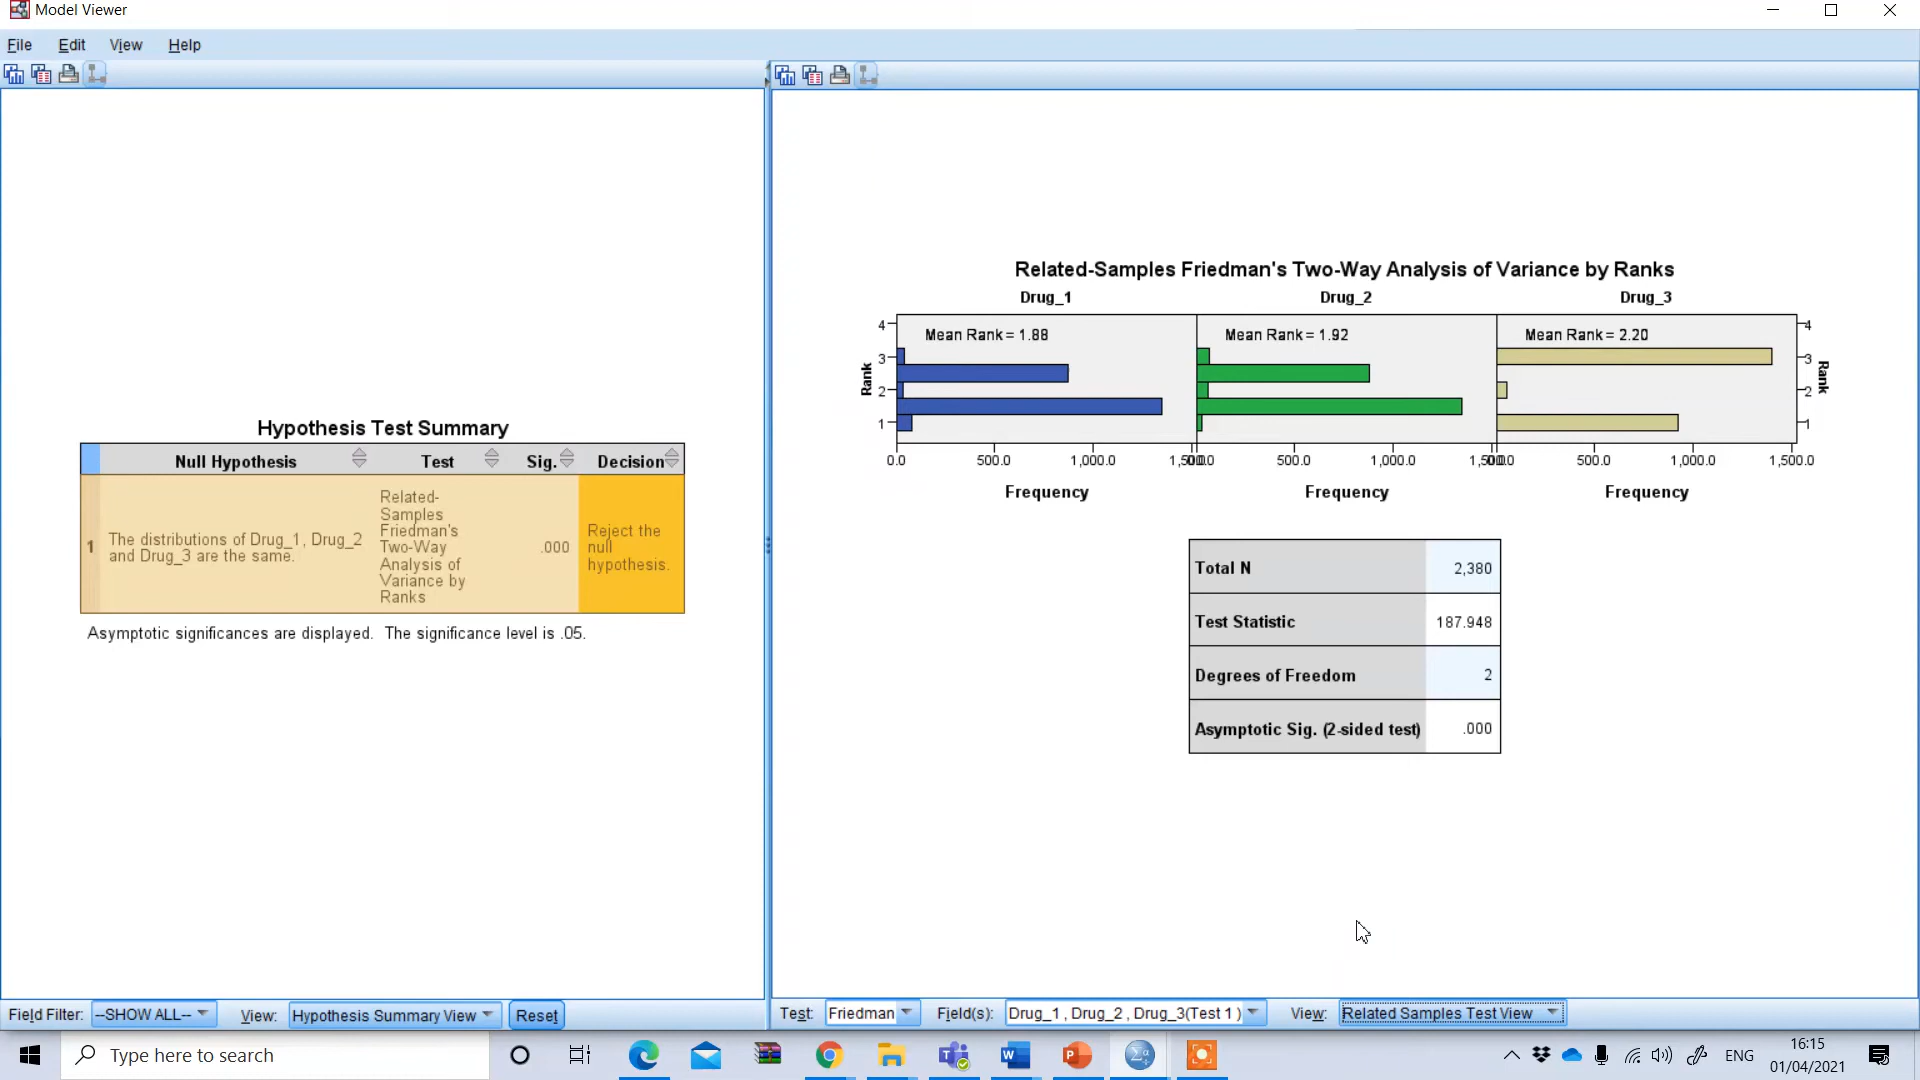 Model Viewer
File Edit View Help
Hypothesis Test Summary
Null Hypothesis Test Sig. Decision
1 The distributions of Drug_1, Drug_2 and Drug_3 are the same. Related-Samples Friedman's Two-Way Analysis of Variance by Ranks .000 Reject the null hypothesis.
Asymptotic significances are displayed. The significance level is .05.
Field Filter: --SHOW ALL-- View: Hypothesis Summary View Reset
Related-Samples Friedman's Two-Way Analysis of Variance by Ranks
Drug_1 Drug_2 Drug_3
Mean Rank = 1.88 Mean Rank = 1.92 Mean Rank = 2.20
4 4
3 3
Rank Rank
2 2
1 1
0.0 500.0 1,000.0 500.0 1,000.0 500.0 1,000.0 1,500.0
Frequency Frequency Frequency
Total N 2,380
Test Statistic 187.948
Degrees of Freedom 2
Asymptotic Sig. (2-sided test) .000
Test: Friedman Field(s): Drug_1 , Drug_2 , Drug_3(Test 1 ) View: Related Samples Test View
Type here to search
ENG
16:15
01/04/2021